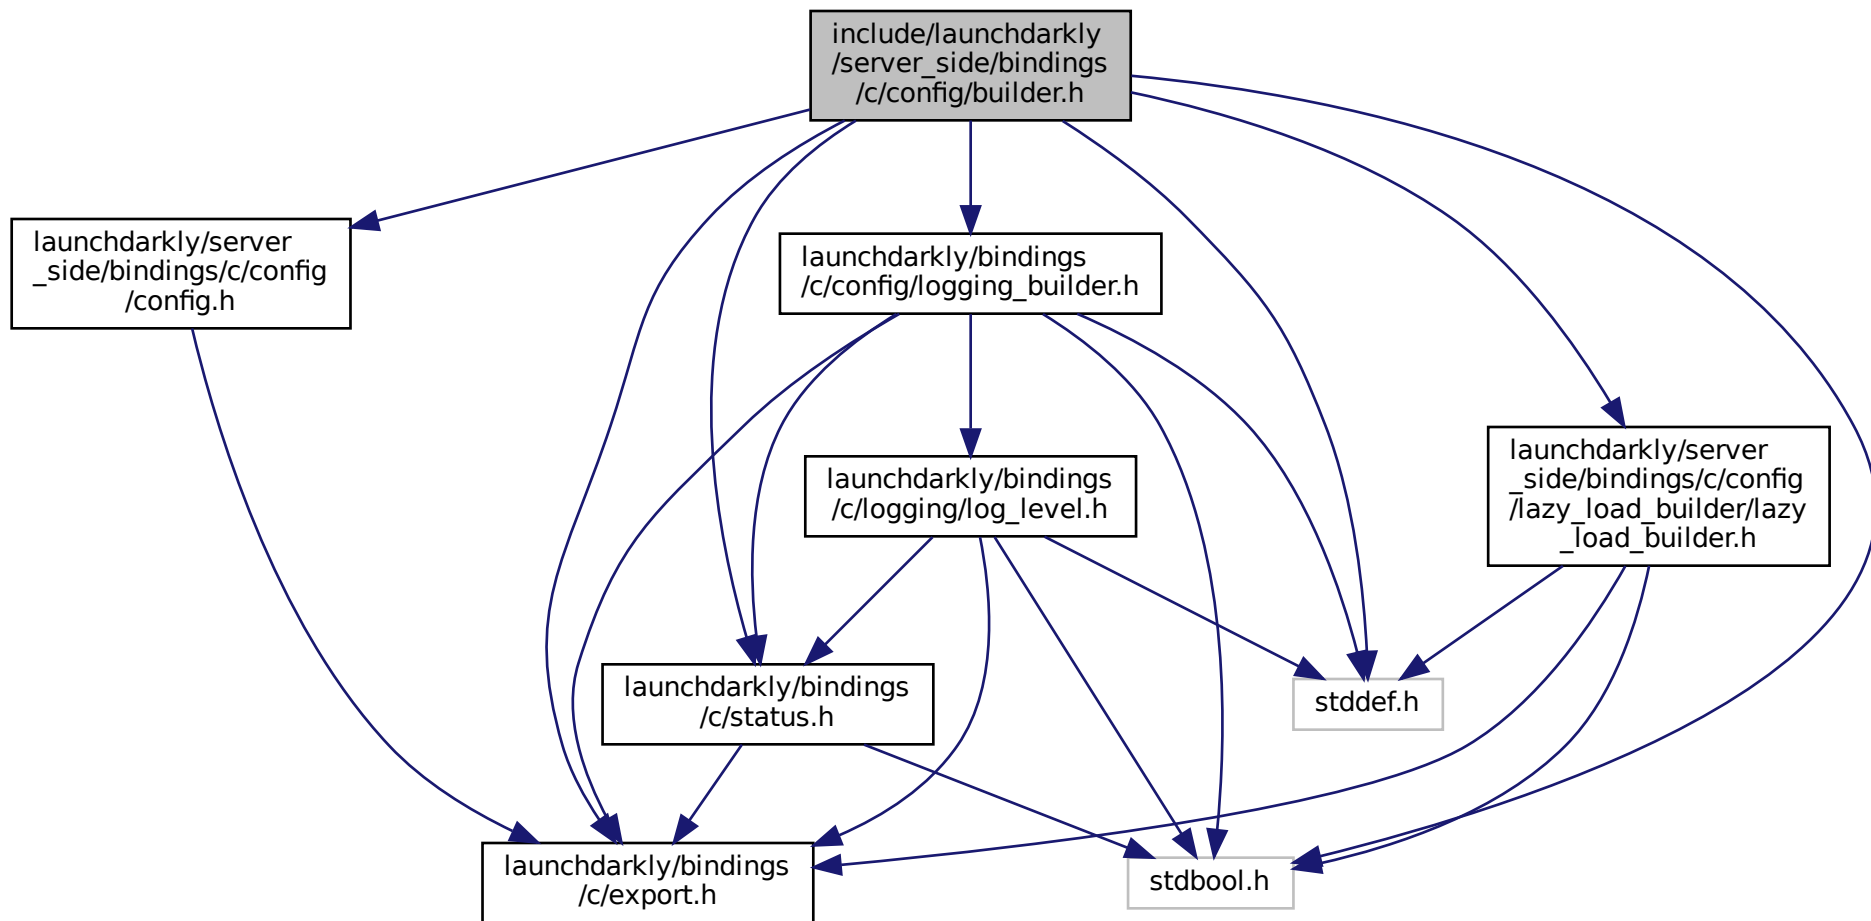 include/launchdarkly
/server_side/bindings
/c/config/builder.h
launchdarkly/server
_side/bindings/c/config
/config.h
launchdarkly/bindings
/c/config/logging_builder.h
launchdarkly/bindings
/c/logging/log_level.h
launchdarkly/server
_side/bindings/c/config
/lazy_load_builder/lazy
_load_builder.h
launchdarkly/bindings
/c/status.h
stddef.h
launchdarkly/bindings
/c/export.h
stdbool.h